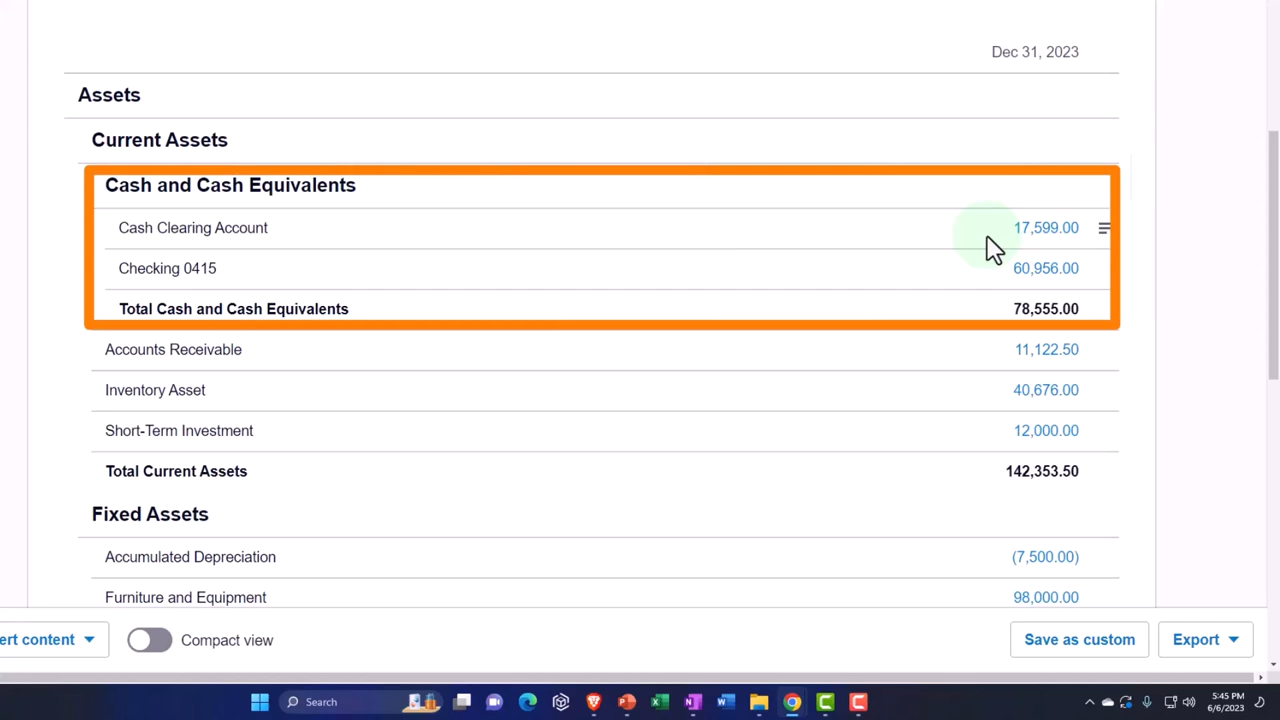 Dec 31, 2023
Assets
Current Assets
Cash and Cash Equivalents
Cash Clearing Account 17,599.00
Checking 0415 60,956.00
Total Cash and Cash Equivalents 78,555.00
Accounts Receivable 11,122.50
Inventory Asset 40,676.00
Short-Term Investment 12,000.00
Total Current Assets 142,353.50
Fixed Assets
Accumulated Depreciation (7,500.00)
Furniture and Equipment 98,000.00
ert content Compact view Save as custom Export
Search 5:45 PM
6/6/2023